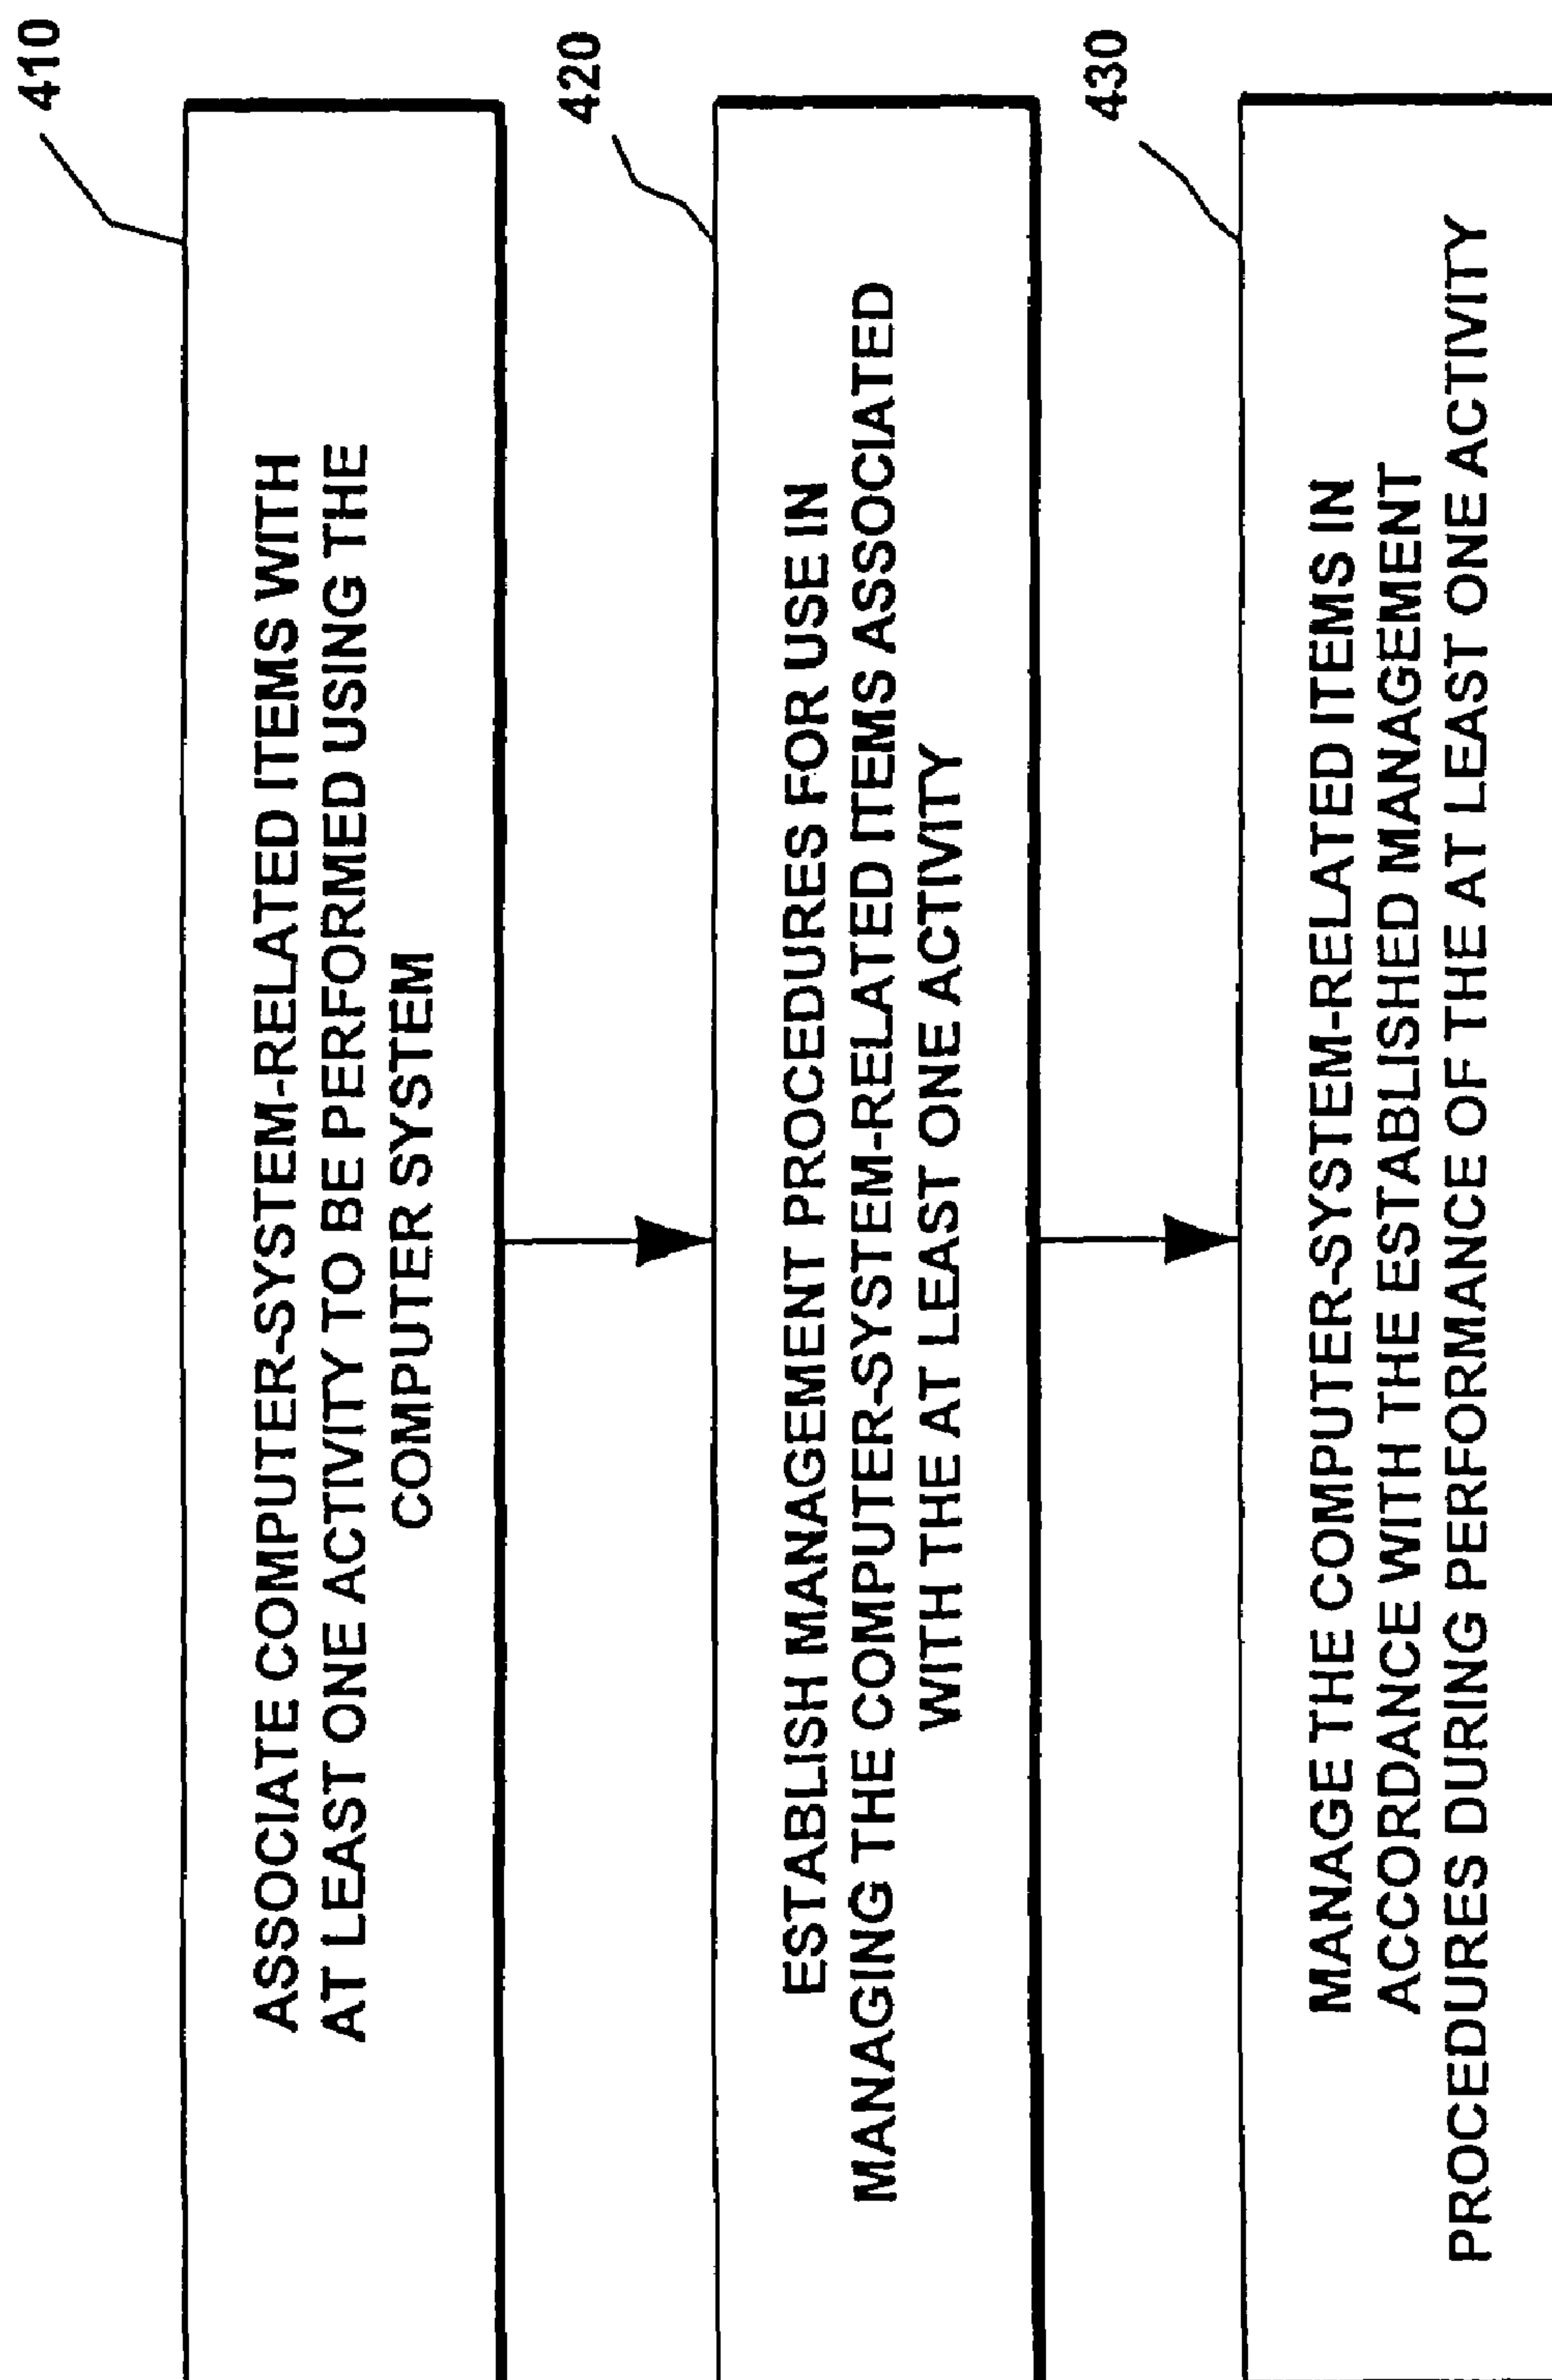 410
ASSOCIATE COMPUTER-SYSTEM-RELATED ITEMS WITH
AT LEAST ONE ACTIVITY TO BE PERFORMED USING THE
COMPUTER SYSTEM
420
ESTABLISH MANAGEMENT PROCEDURES FOR USE IN
MANAGING THE COMPUTER-SYSTEM-RELATED ITEMS ASSOCIATED
WITH THE AT LEAST ONE ACTIVITY
430
MANAGE THE COMPUTER-SYSTEM-RELATED ITEMS IN
ACCORDANCE WITH THE ESTABLISHED MANAGEMENT
PROCEDURES DURING PERFORMANCE OF THE AT LEAST ONE ACTIVITY